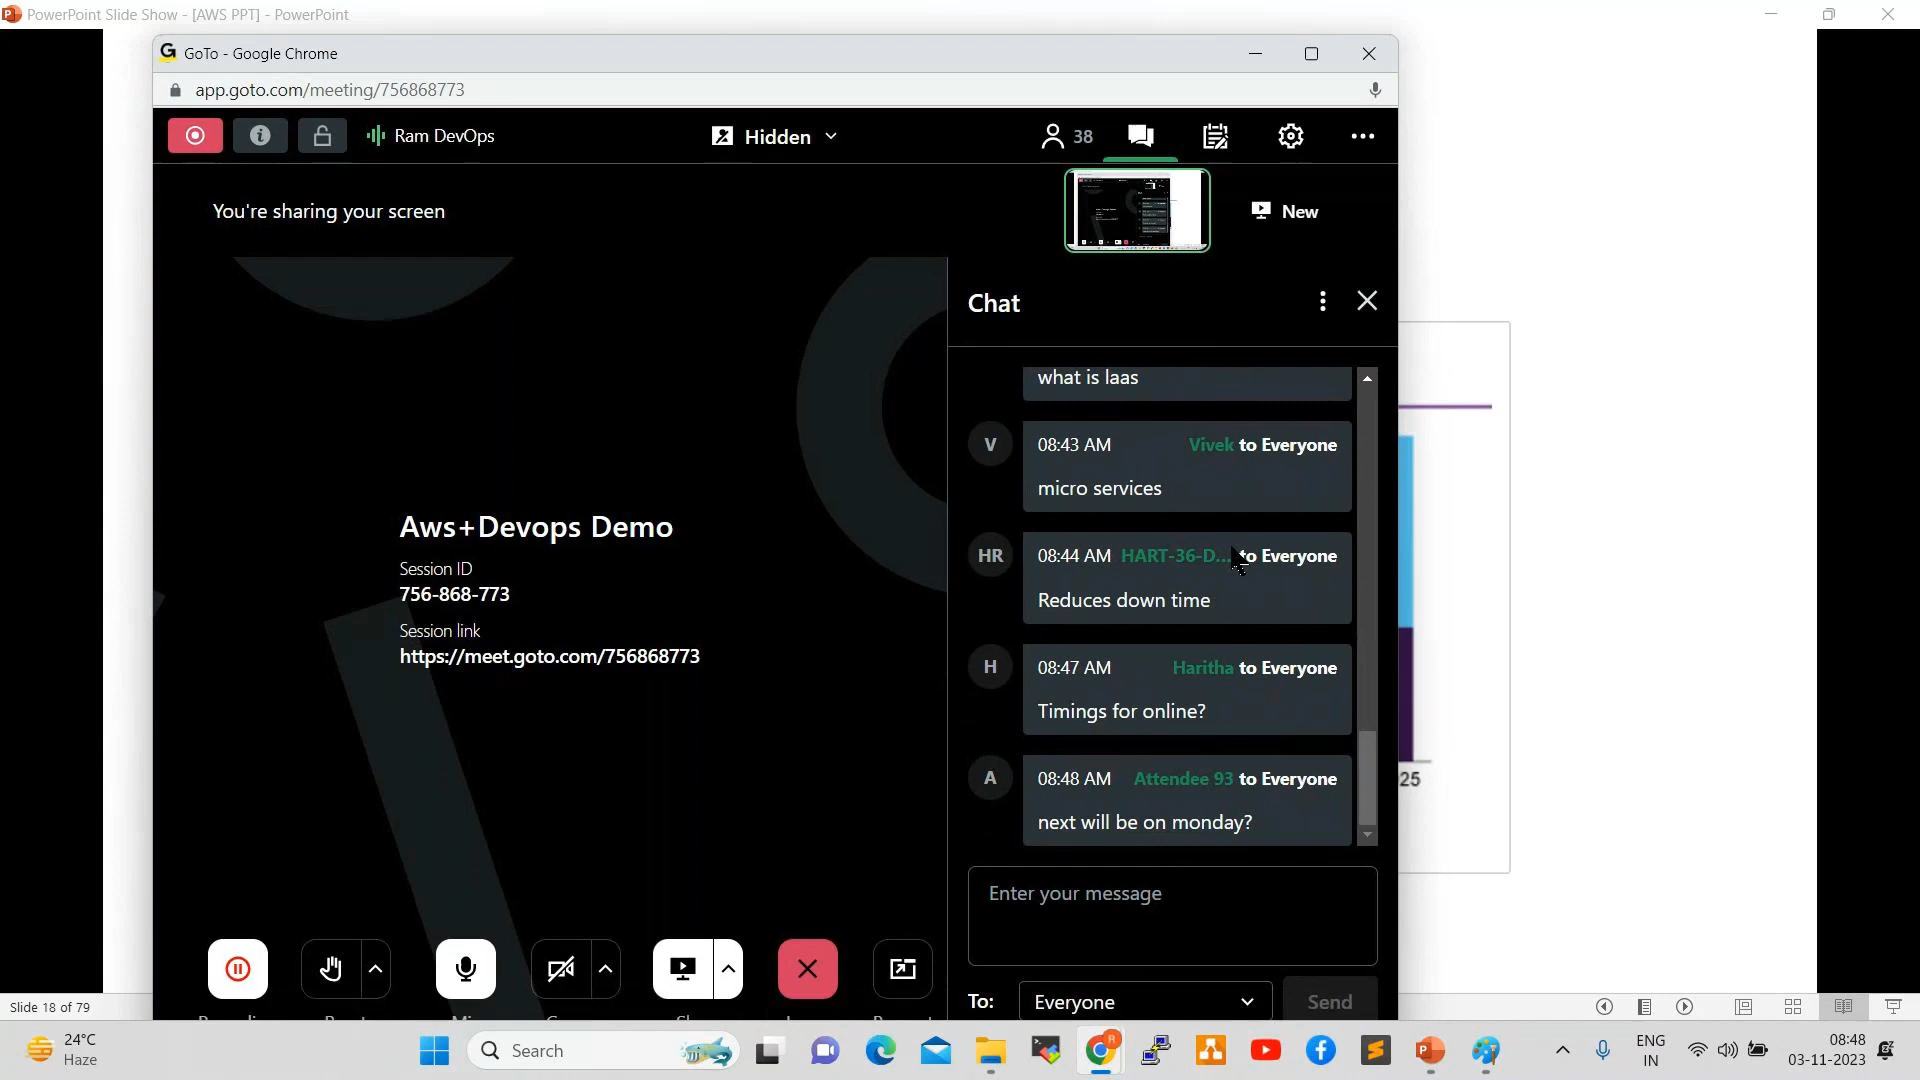 PowerPoint Slide Show - [AWS PPT] - PowerPoint
GoTo - Google Chrome
app.goto.com/meeting/756868773
Ram DevOps
Hidden
38
You're sharing your screen
New
Chat
what is laas
V
08:43 AM Vivek to Everyone
micro services
HR
08:44 AM HART-36-D... to Everyone
Reduces down time
H
08:47 AM Haritha to Everyone
Timings for online?
A
08:48 AM Attendee 93 to Everyone
next will be on monday?
Aws+Devops Demo
Session ID
756-868-773
Session link
https://meet.goto.com/756868773
25
Enter your message
To: Everyone Send
Slide 18 of 79
24°C
Haze
Search
ENG
IN
08:48
03-11-2023